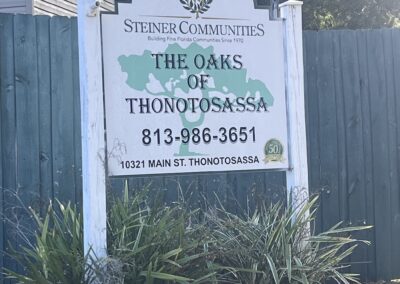 STEINER COMMUNITIES
Building Fine Florida Communities Since 1970
THE OAKS
OF
THONOTOSASSA
813-986-3651
50
10321 MAIN ST. THONOTOSASSA